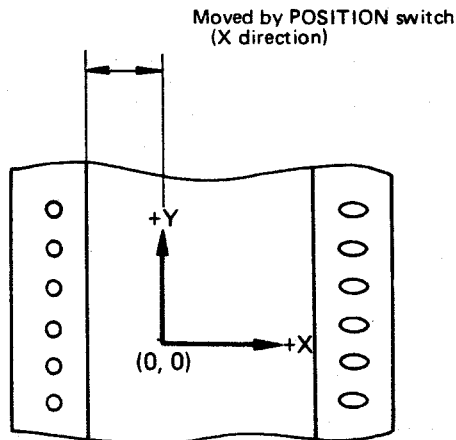 Moved by POSITION switch
(X direction)
+Y
+X
(0, 0)